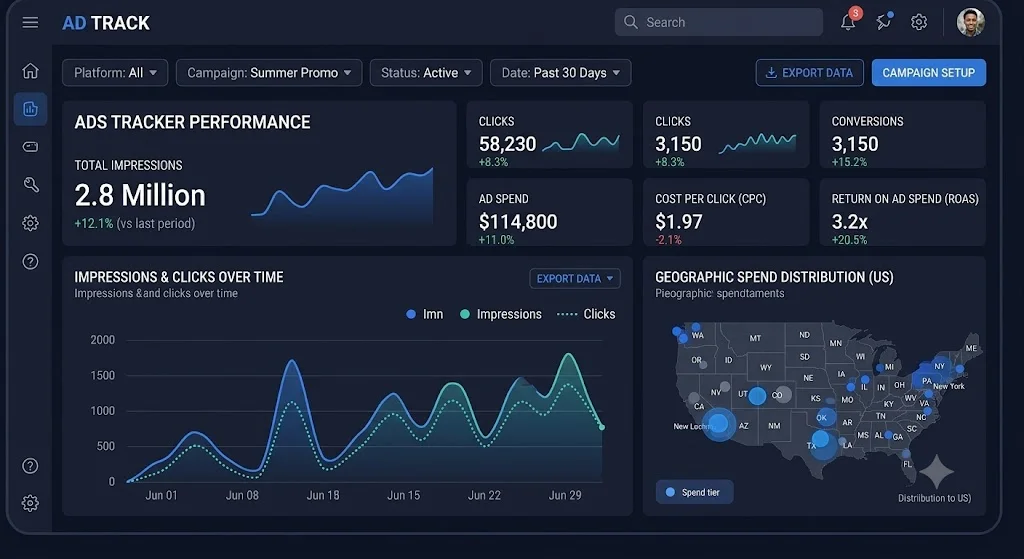 AD TRACK
Search
3
Platform: All
Campaign: Summer Promo
Status: Active
Date: Past 30 Days
EXPORT DATA
CAMPAIGN SETUP
ADS TRACKER PERFORMANCE
TOTAL IMPRESSIONS
2.8 Million
+12.1% (vs last period)
CLICKS
58,230
+8.3%
CLICKS
3,150
+8.3%
CONVERSIONS
3,150
+15.2%
AD SPEND
$114,800
+11.0%
COST PER CLICK (CPC)
$1.97
-2.1%
RETURN ON AD SPEND (ROAS)
3.2x
+20.5%
IMPRESSIONS & CLICKS OVER TIME
Impressions &and clicks over time
EXPORT DATA
Imn
Impressions
Clicks
2000
1500
1000
500
0
Jun 01
Jun 08
Jun 18
Jun 15
Jun 22
Jun 29
GEOGRAPHIC SPEND DISTRIBUTION (US)
Pieographic: spendtaments
WA
MT
ND
MN
ME
OR
ID
SD
WI
MI
NY
WY
IA
PA
New York
NE
IL
IN
OH
NV
UT
CO
KS
MO
WV
VA
CA
KY
NC
OK
TN
AZ
NM
AR
SC
MS
AL
GA
TX
LA
FL
Spend tier
Distriibution to US)